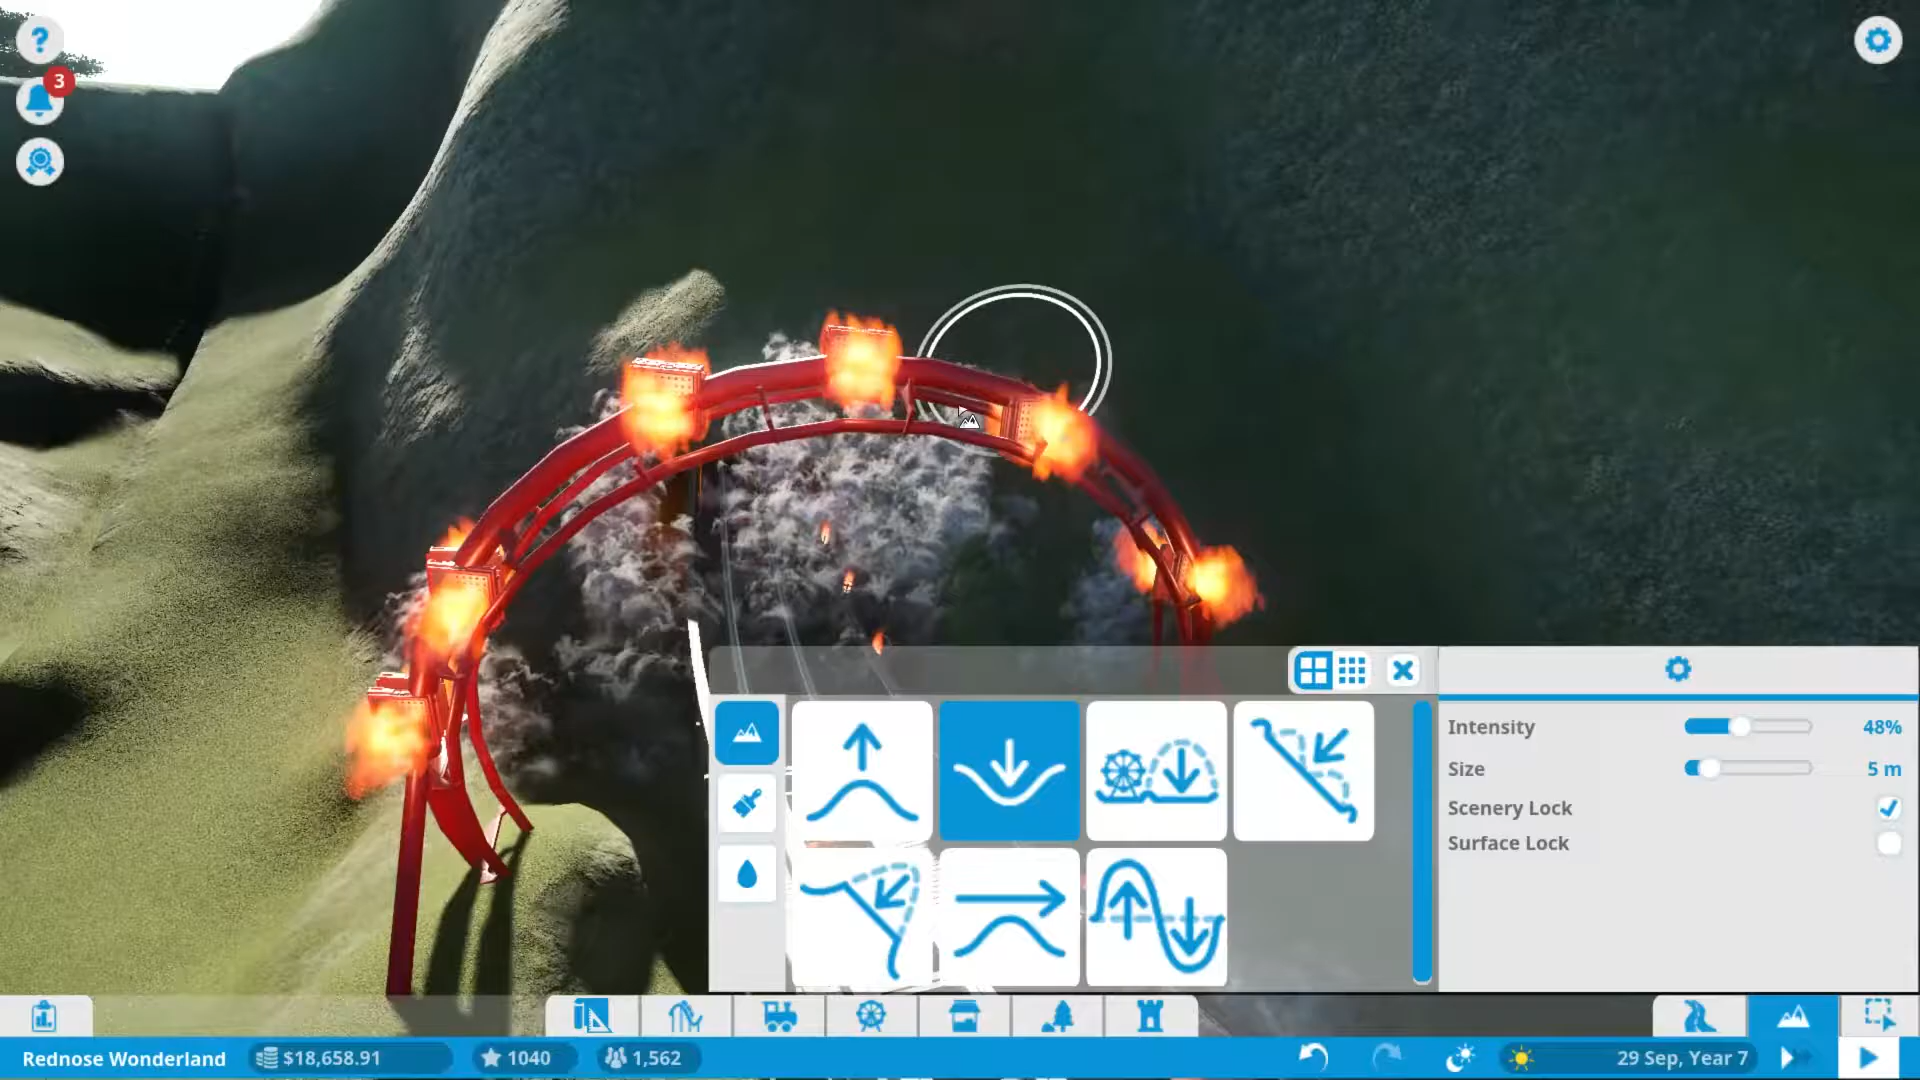 ?
3
Intensity 48%
Size 5 m
Scenery Lock
Surface Lock
Rednose Wonderland $18,658.91 1040 1,562 29 Sep, Year 7